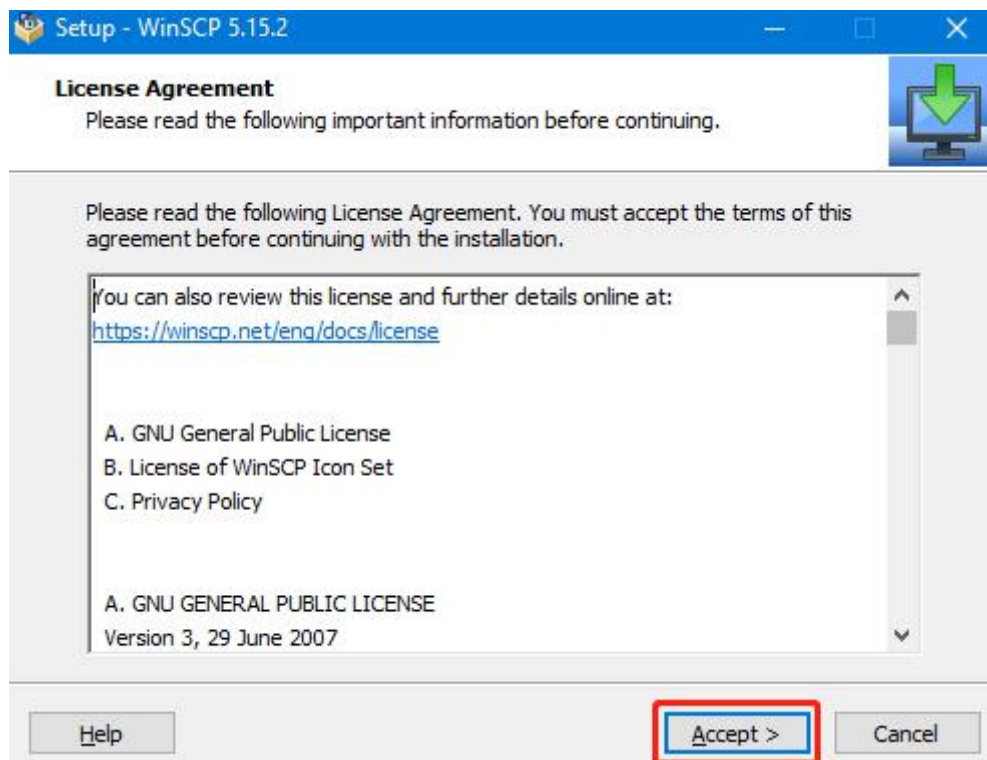 Setup - WinSCP 5.15.2
License Agreement
Please read the following important information before continuing.
Please read the following License Agreement. You must accept the terms of this
agreement before continuing with the installation.
You can also review this license and further details online at:
https://winscp.net/eng/docs/license
A. GNU General Public License
B. License of WinSCP Icon Set
C. Privacy Policy
A. GNU GENERAL PUBLIC LICENSE
Version 3, 29 June 2007
Help
Accept >
Cancel